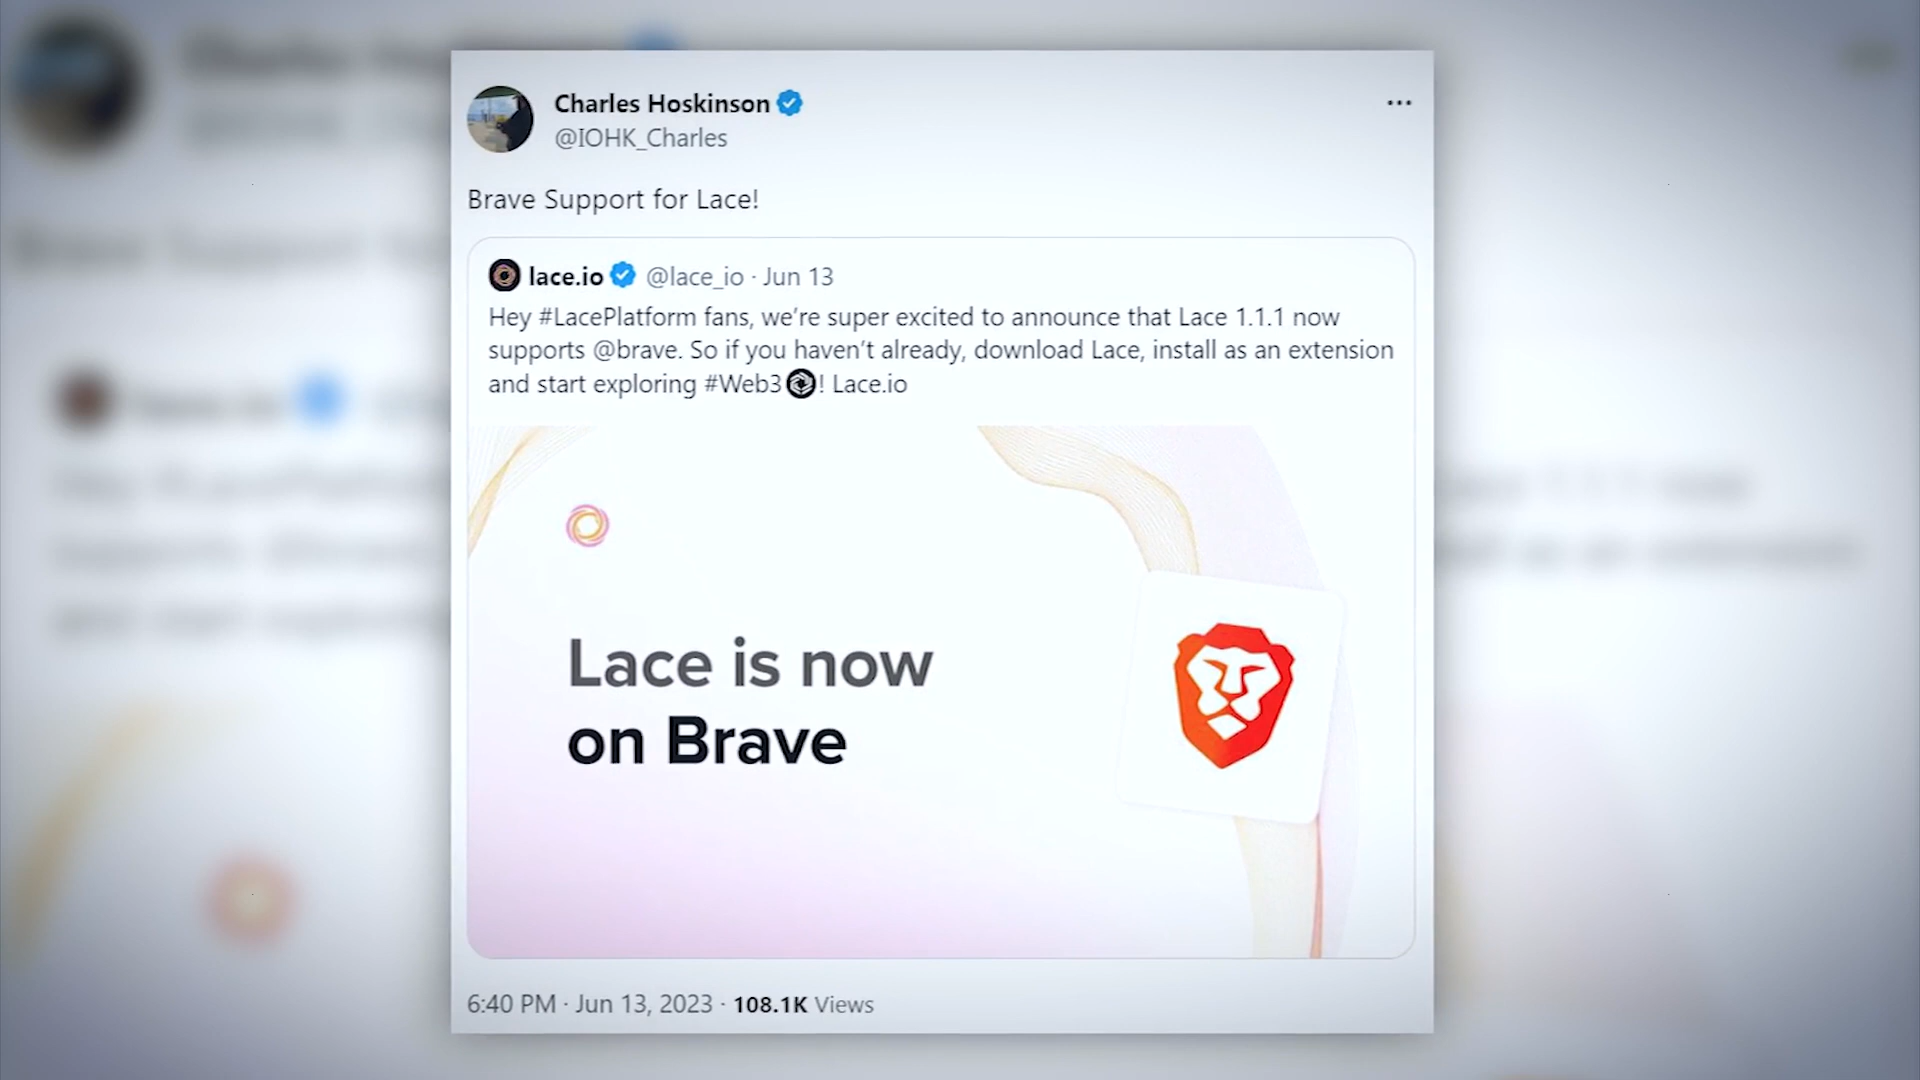 Charles Hoskinson
@IOHK_Charles
Brave Support for Lace!
lace.io @lace_io · Jun 13
Hey #LacePlatform fans, we're super excited to announce that Lace 1.1.1 now
supports @brave. So if you haven't already, download Lace, install as an extension
and start exploring #Web3! Lace.io
Lace is now
on Brave
6:40 PM · Jun 13, 2023 · 108.1K Views